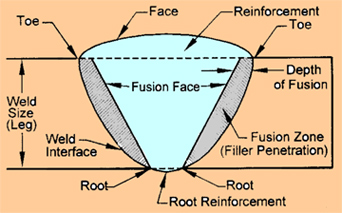 Face
Reinforcement
Toe
Toe
Fusion Face
Depth
of Fusion
Weld
Size
(Leg)
Weld
Interface
Fusion Zone
(Filler Penetration)
Root
Root
Root Reinforcement